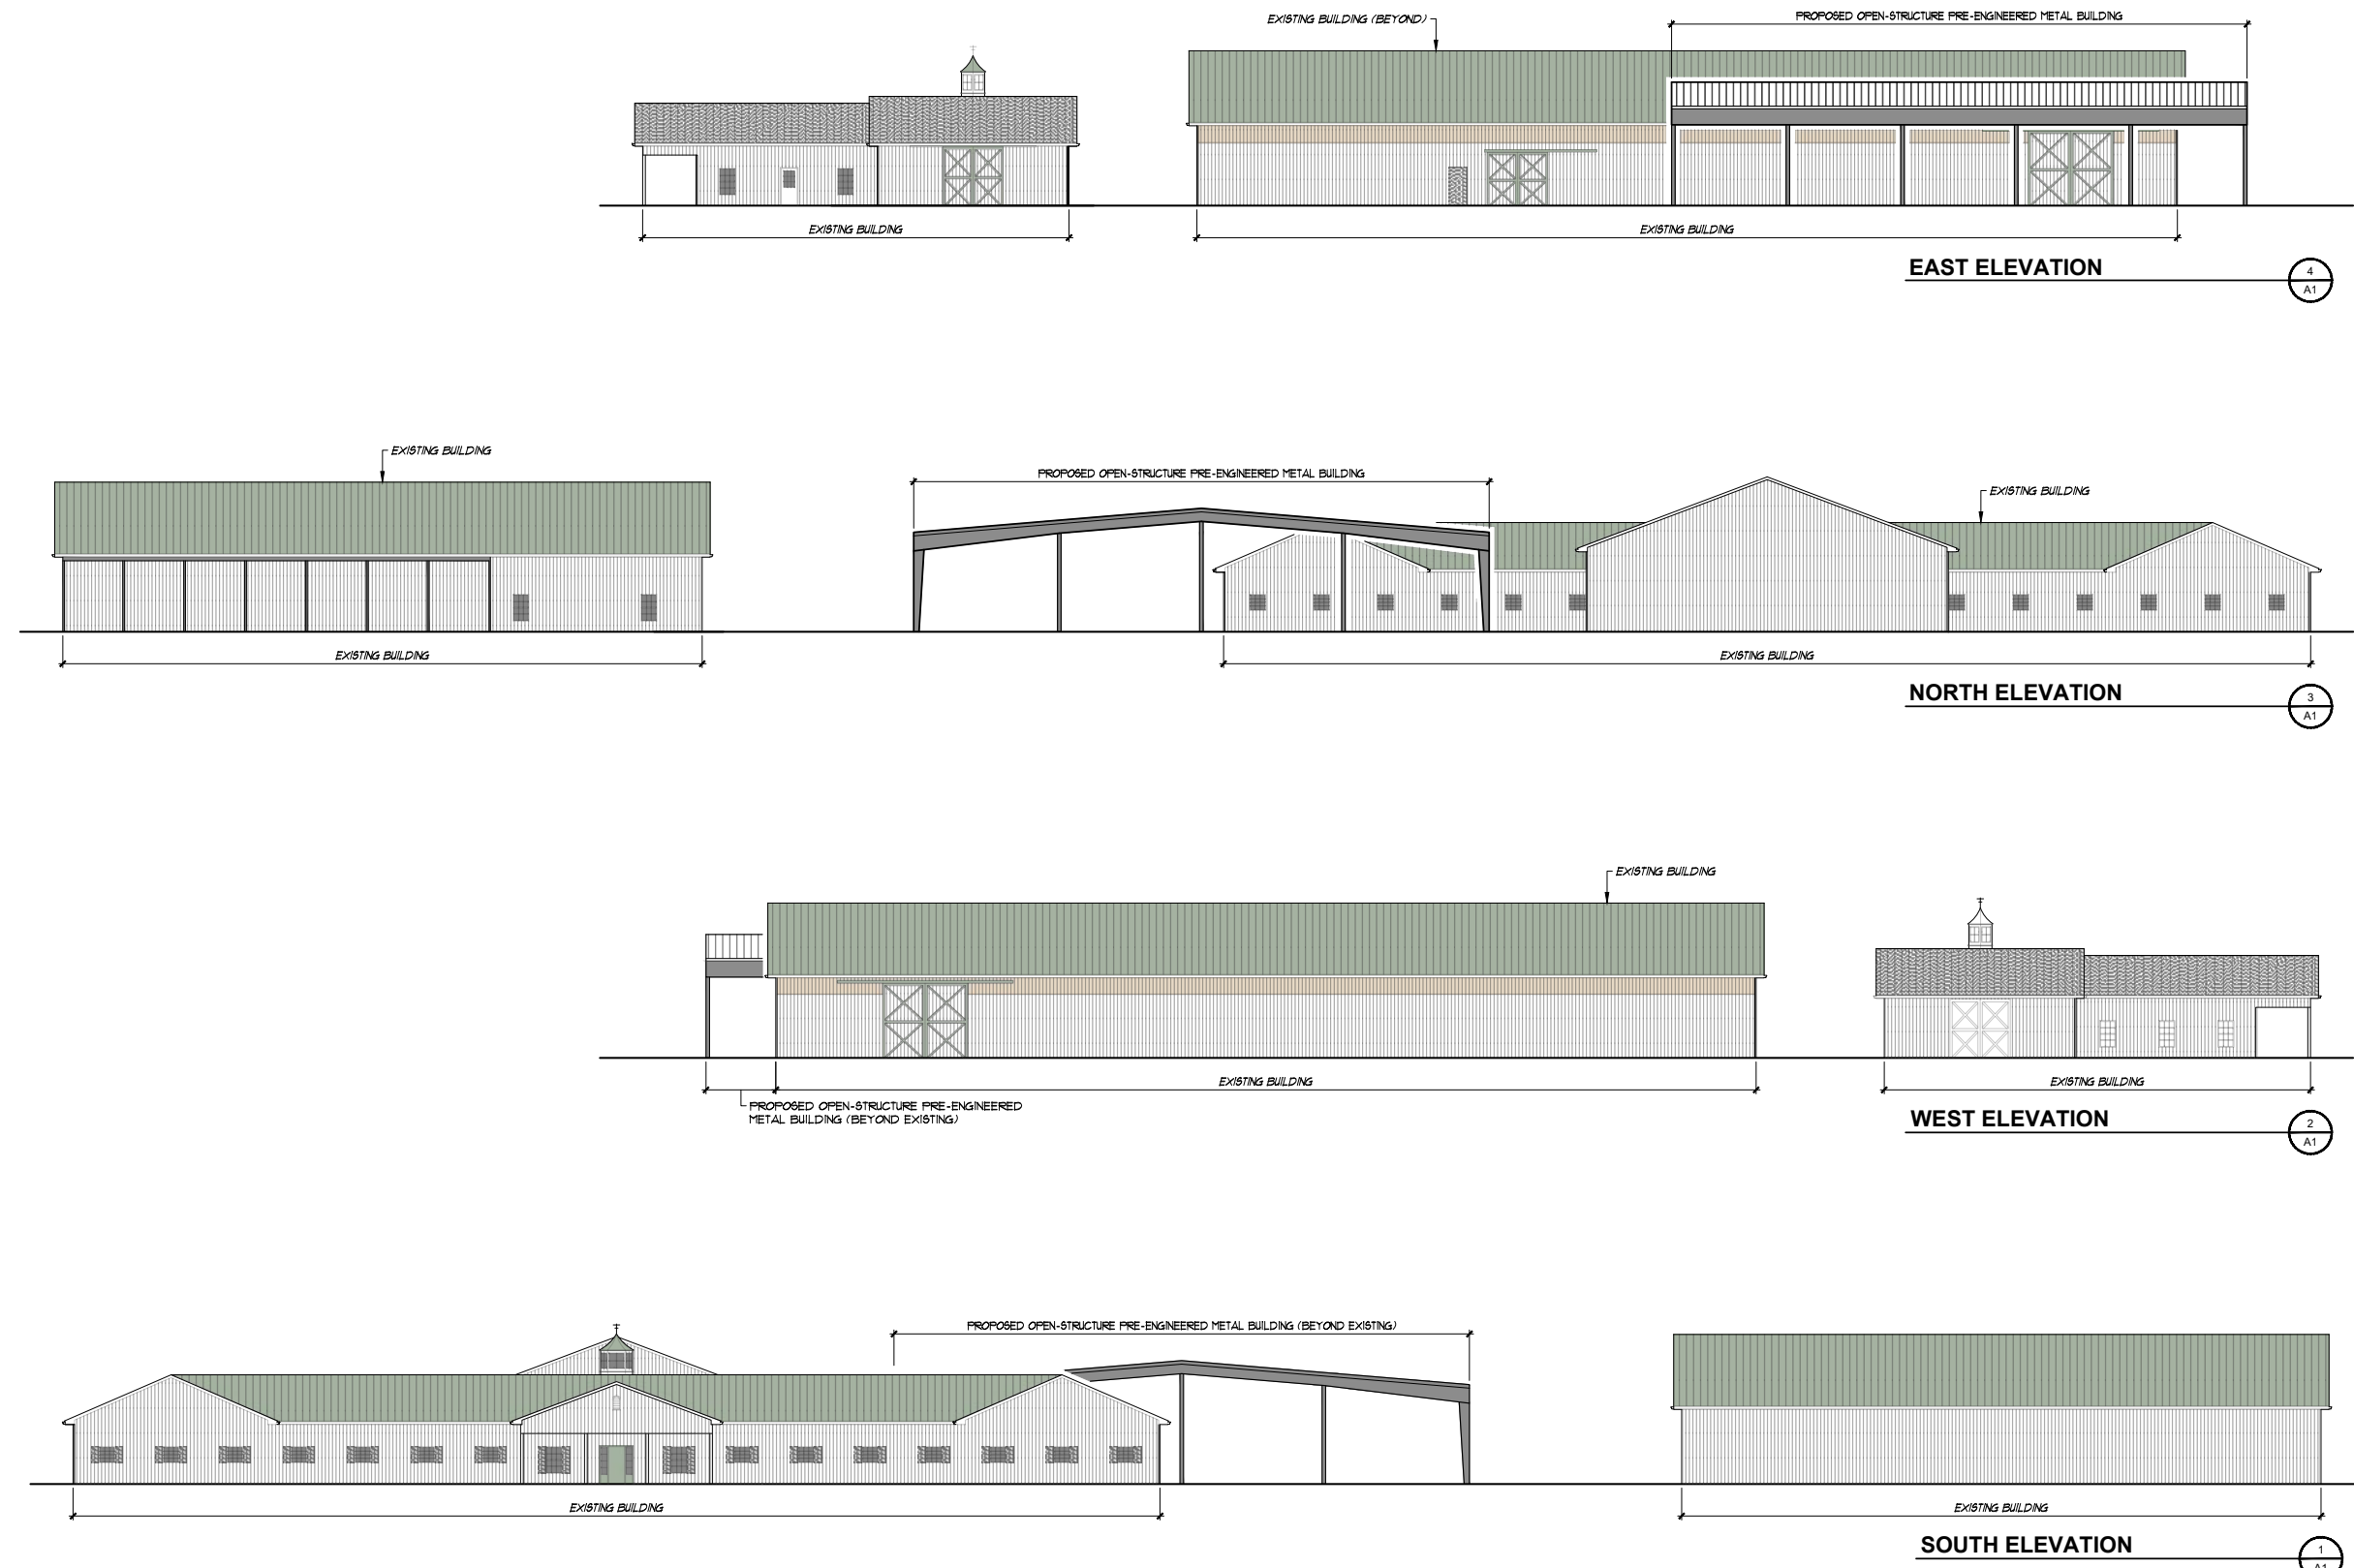 EXISTING BUILDING (BEYOND)
PROPOSED OPEN-STRUCTURE PRE-ENGINEERED METAL BUILDING
EXISTING BUILDING
EXISTING BUILDING
EAST ELEVATION
4
A1
EXISTING BUILDING
PROPOSED OPEN-STRUCTURE PRE-ENGINEERED METAL BUILDING
EXISTING BUILDING
EXISTING BUILDING
EXISTING BUILDING
NORTH ELEVATION
3
A1
EXISTING BUILDING
EXISTING BUILDING
EXISTING BUILDING
PROPOSED OPEN-STRUCTURE PRE-ENGINEERED
METAL BUILDING (BEYOND EXISTING)
WEST ELEVATION
2
A1
PROPOSED OPEN-STRUCTURE PRE-ENGINEERED METAL BUILDING (BEYOND EXISTING)
EXISTING BUILDING
EXISTING BUILDING
SOUTH ELEVATION
1
A1